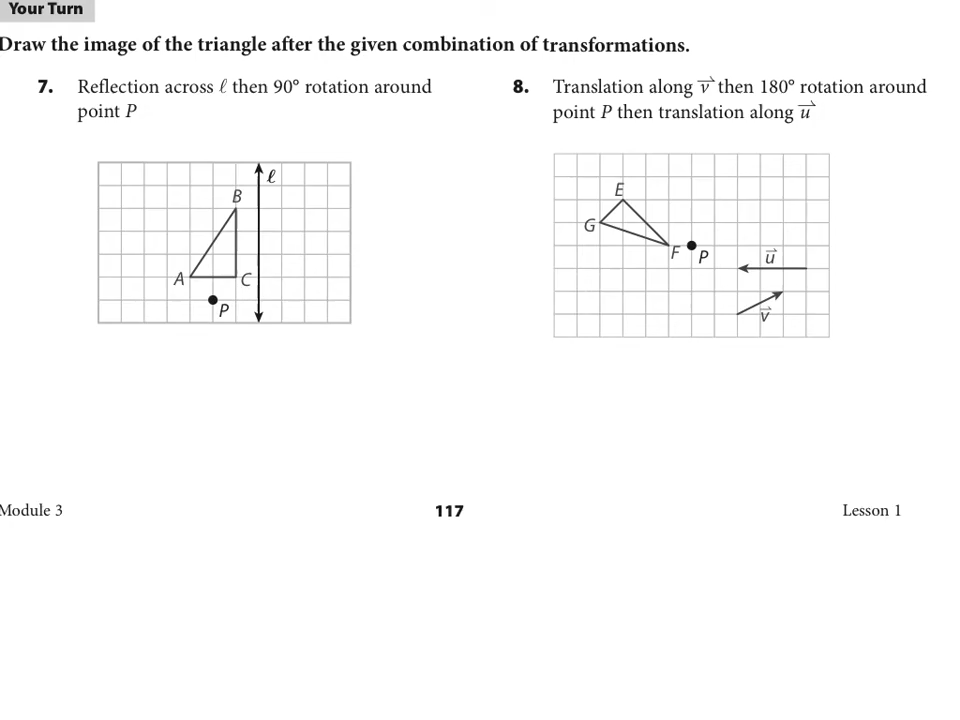 Your Turn
Draw the image of the triangle after the given combination of transformations.
7. Reflection across ℓ then 90° rotation around
point P
ℓ
B
A
C
P
8. Translation along v⃗ then 180° rotation around
point P then translation along u⃗
E
G
F
P
u⃗
v⃗
Module 3
117
Lesson 1